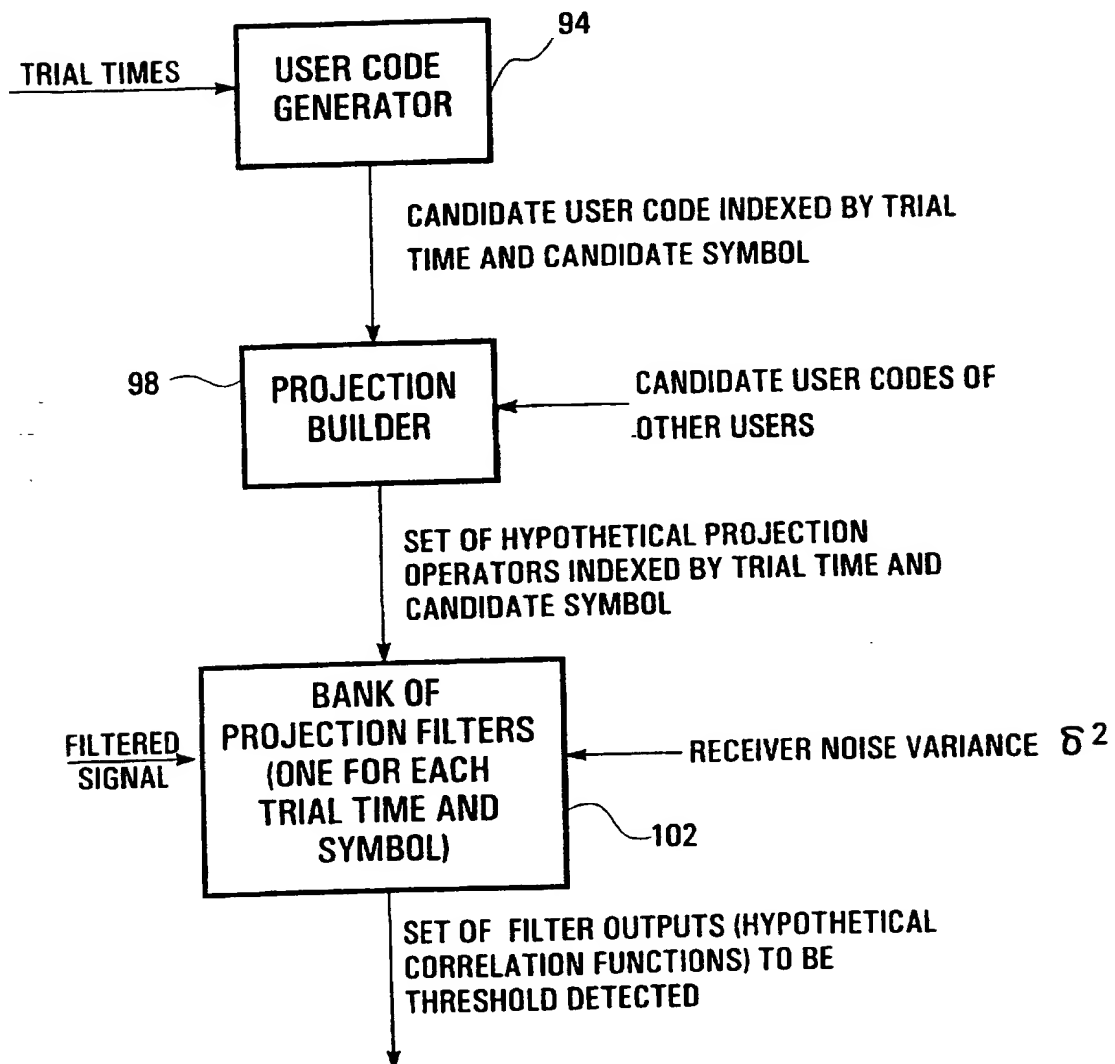 94
TRIAL TIMES
USER CODE
GENERATOR
CANDIDATE USER CODE INDEXED BY TRIAL
TIME AND CANDIDATE SYMBOL
98
PROJECTION
BUILDER
CANDIDATE USER CODES OF
OTHER USERS
SET OF HYPOTHETICAL PROJECTION
OPERATORS INDEXED BY TRIAL TIME AND
CANDIDATE SYMBOL
BANK OF
PROJECTION FILTERS
(ONE FOR EACH
TRIAL TIME AND
SYMBOL)
FILTERED
SIGNAL
RECEIVER NOISE VARIANCE δ²
102
SET OF FILTER OUTPUTS (HYPOTHETICAL
CORRELATION FUNCTIONS) TO BE
THRESHOLD DETECTED